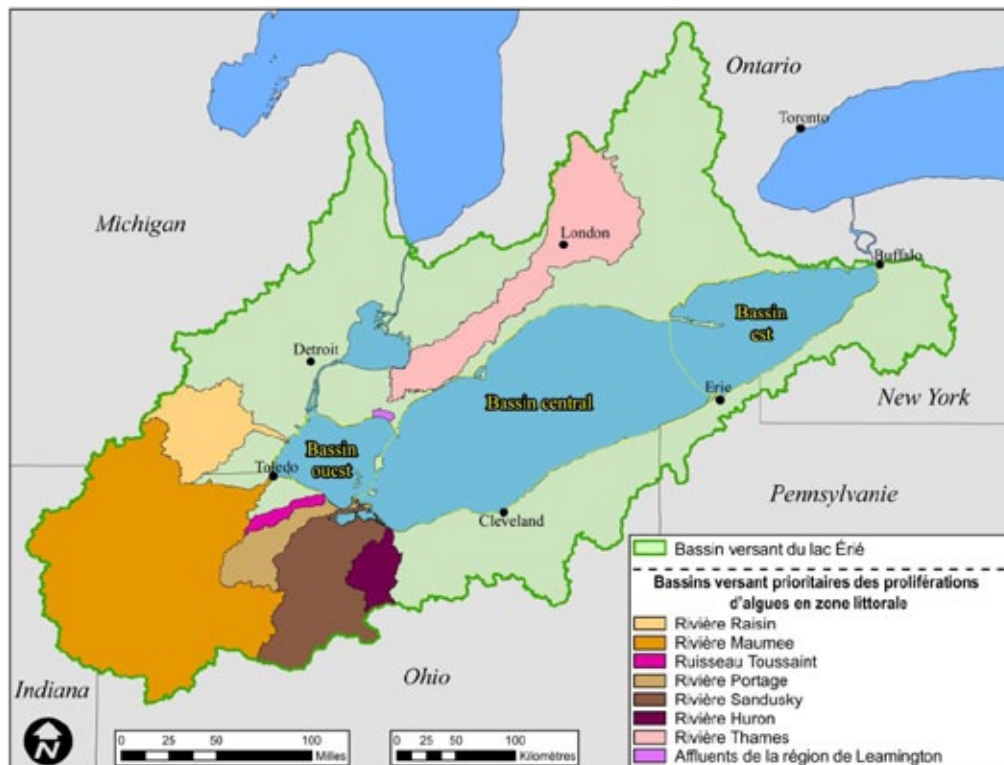 Ontario
Toronto
Michigan
London
Buffalo
Bassin
est
Detroit
Erie
New York
Bassin central
Bassin
ouest
Toledo
Pennsylvanie
Cleveland
Bassin versant du lac Érié
Bassins versant prioritaires des proliférations
d'algues en zone littorale
Rivière Raisin
Rivière Maumee
Ruisseau Toussaint
Rivière Portage
Rivière Sandusky
Rivière Huron
Rivière Thames
Affluents de la région de Leamington
Indiana
Ohio
N
0 25 50 100
Milles
0 25 50 100
Kilomètres